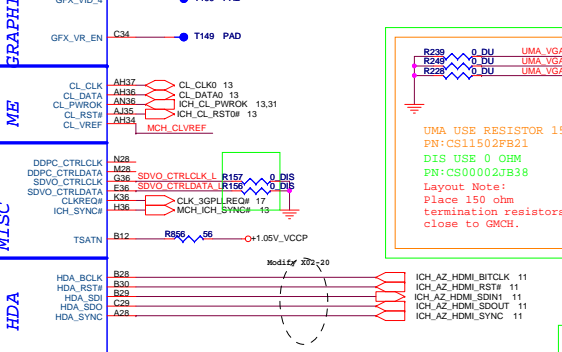 GFX_VR_EN C34 T149 PAD
GRAPHI
R239 0_DU UMA_VGA
R249 0_DU UMA_VGA
R228 0_DU UMA_VGA
ME
CL_CLK AH37 CL_CLK0 13
CL_DATA AH36 CL_DATA0 13
CL_PWROK AN36 ICH_CL_PWROK 13,31
CL_RST# AJ35 ICH_CL_RST0# 13
CL_VREF AH34 MCH_CLVREF
UMA USE RESISTOR 15
PN:CS11502FB21
DIS USE 0 OHM
PN:CS00002JB38
Layout Note:
Place 150 ohm
termination resistors
close to GMCH.
MISC
DDPC_CTRLCLK N28
DDPC_CTRLDATA M28
SDVO_CTRLCLK G36 SDVO_CTRLCLK_L R157 0_DIS
SDVO_CTRLDATA E36 SDVO_CTRLDATA_L R156 0_DIS
CLKREQ# K36 CLK_3GPLLREQ# 17
ICH_SYNC# H36 MCH_ICH_SYNC# 13
TSATN B12 R856 56 +1.05V_VCCP
Modify X02-20
HDA
HDA_BCLK B28 ICH_AZ_HDMI_BITCLK 11
HDA_RST# B30 ICH_AZ_HDMI_RST# 11
HDA_SDI B29 ICH_AZ_HDMI_SDIN1 11
HDA_SDO C29 ICH_AZ_HDMI_SDOUT 11
HDA_SYNC A28 ICH_AZ_HDMI_SYNC 11